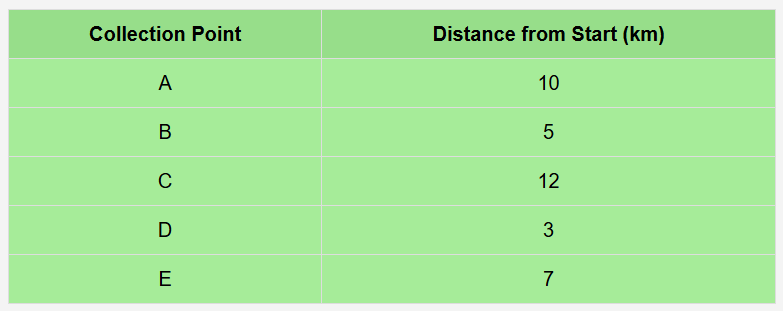 Collection Point Distance from Start (km)
A 10
B 5
C 12
D 3
E 7